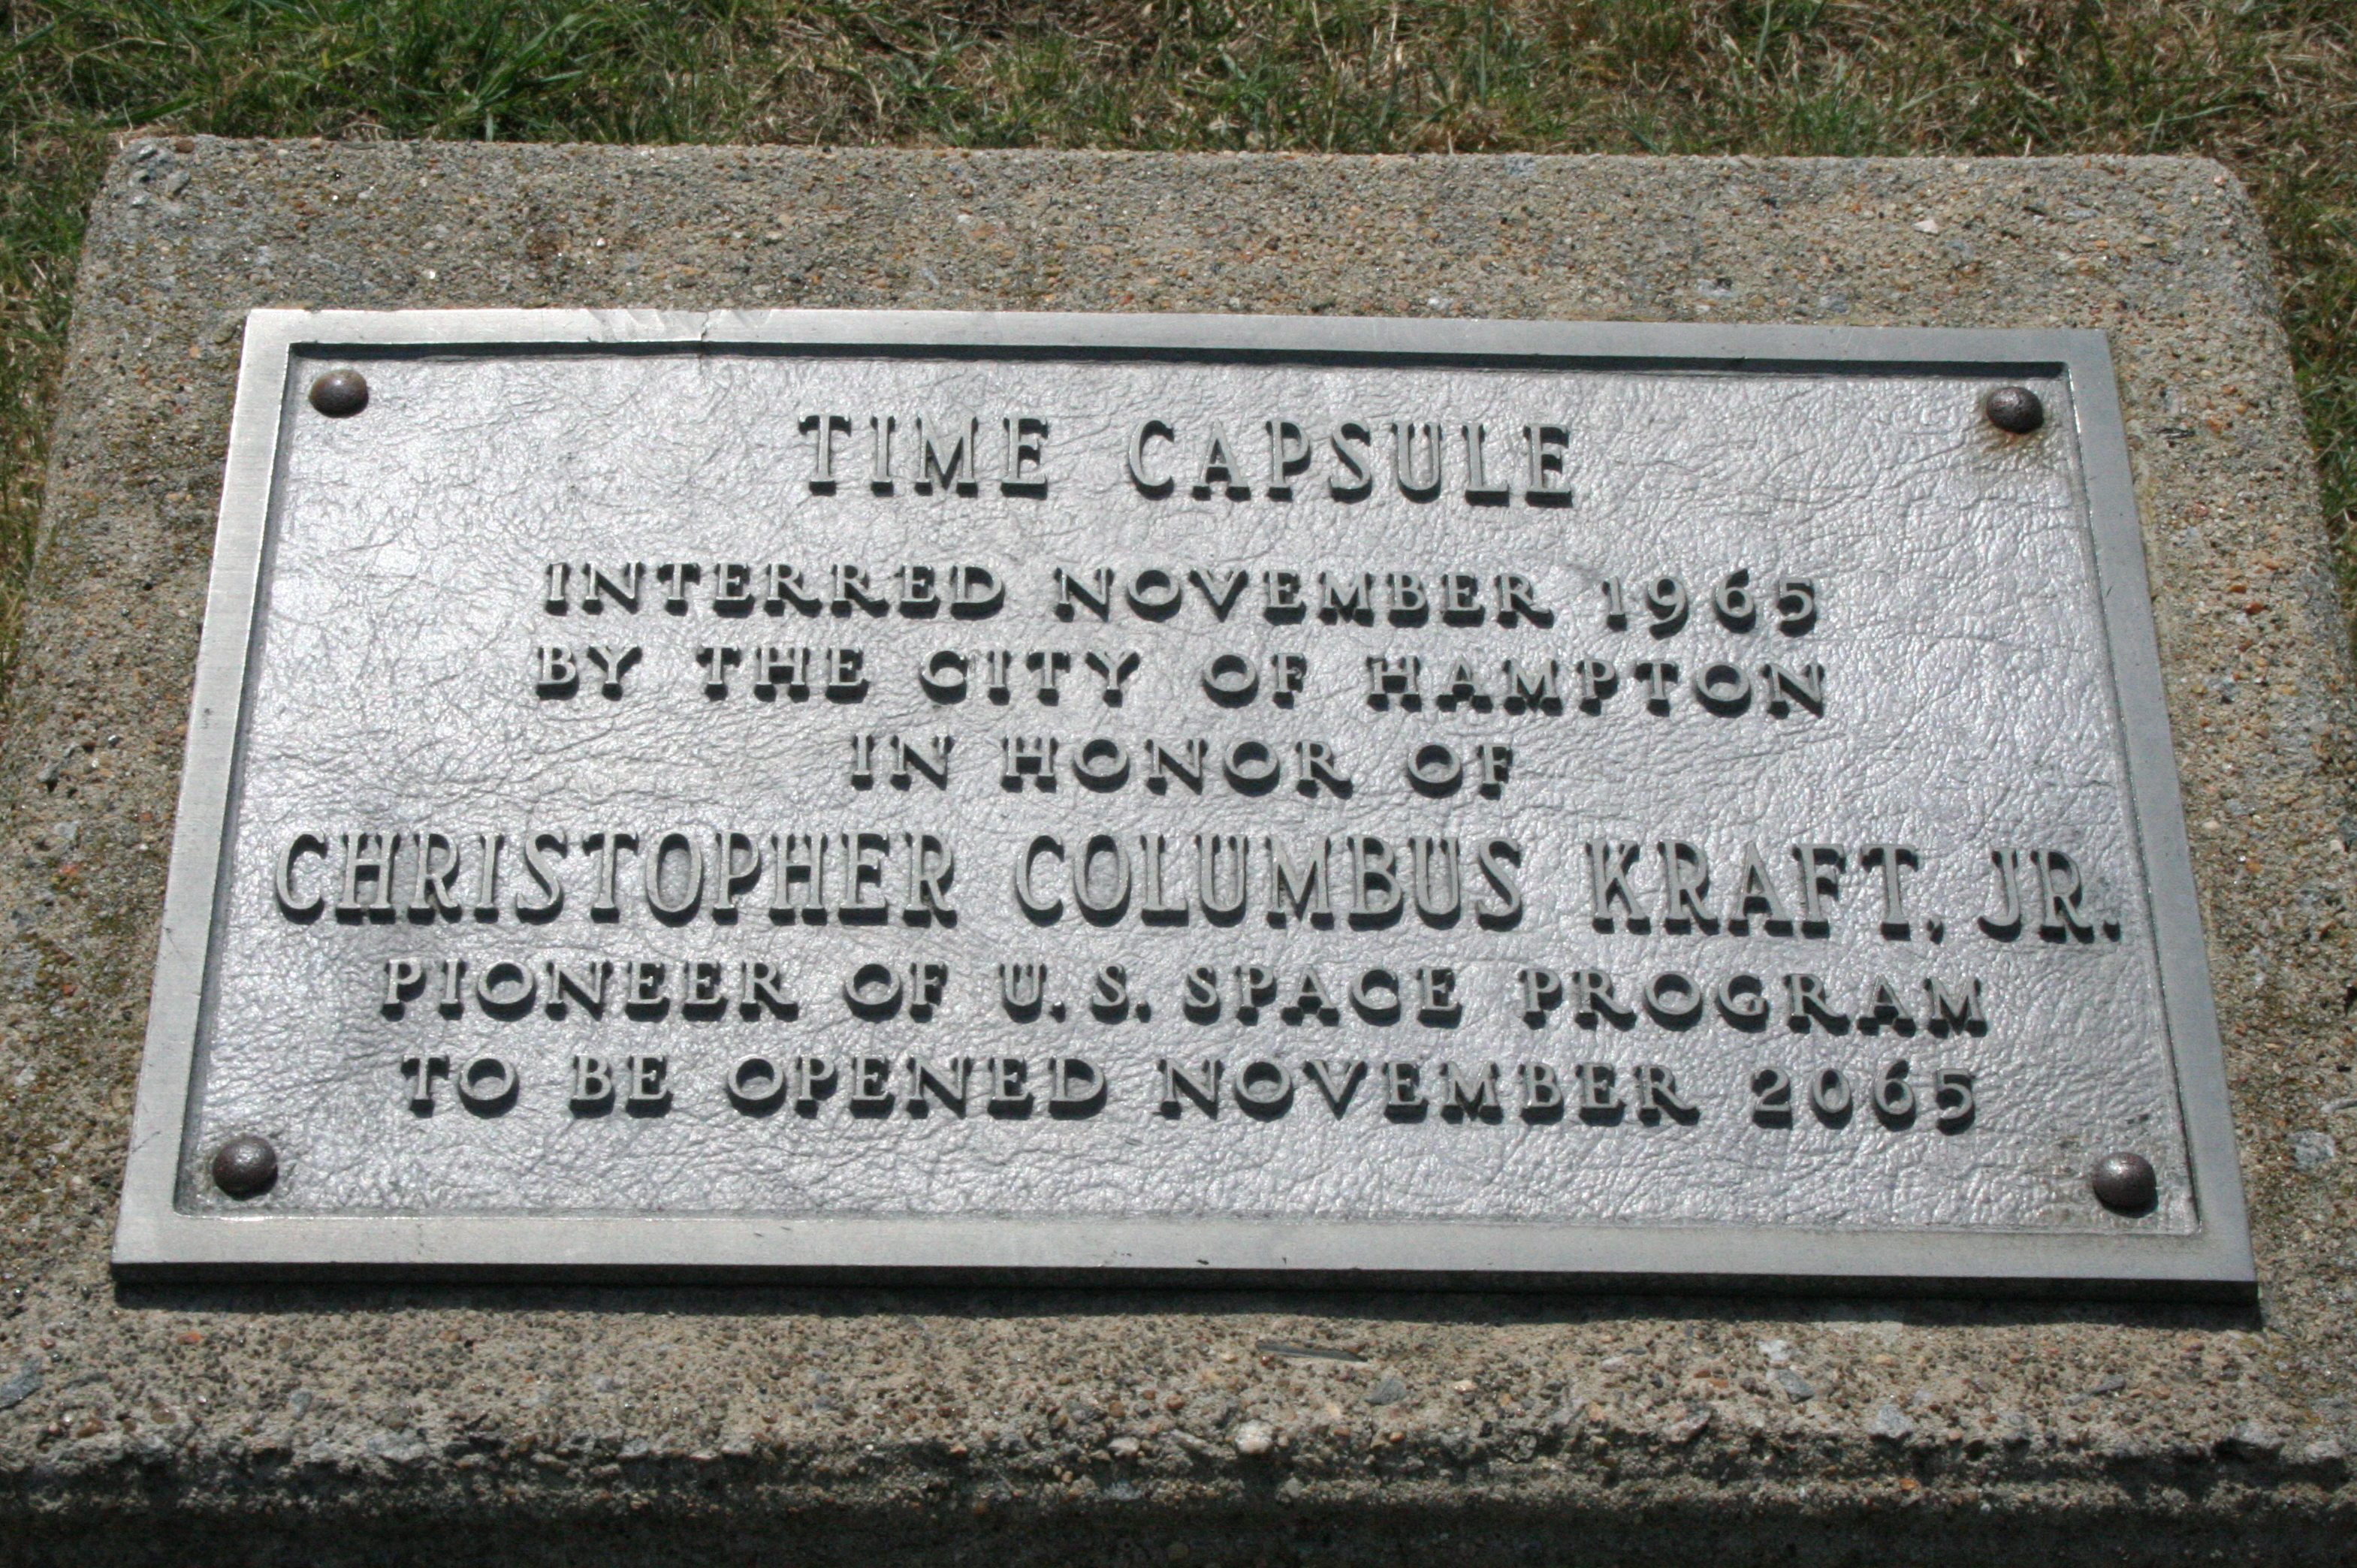 TIME CAPSULE
INTERRED NOVEMBER 1965
BY THE CITY OF HAMPTON
IN HONOR OF
CHRISTOPHER COLUMBUS KRAFT, JR.
PIONEER OF U.S. SPACE PROGRAM
TO BE OPENED NOVEMBER 2065